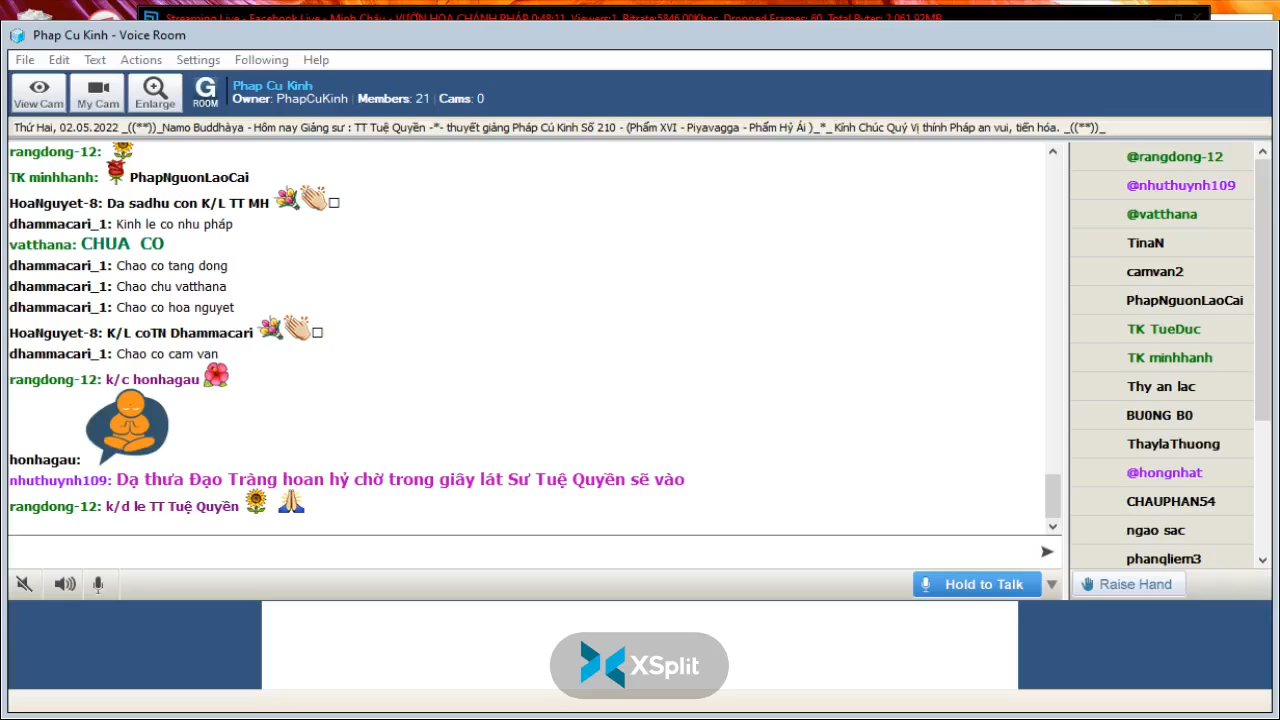 Streaming Live - Facebook Live - Minh Châu - VƯỜN HOA CHÁNH PHÁP 0:48:11, Viewers:1, Bitrate:5846.00Kbps, Dropped Frames: 60, Total Bytes: 2,061.92MB
Phap Cu Kinh - Voice Room
File Edit Text Actions Settings Following Help
View Cam My Cam Enlarge G ROOM
Phap Cu Kinh
Owner: PhapCuKinh | Members: 21 | Cams: 0
Thứ Hai, 02.05.2022 _((**))_Namo Buddhàya - Hôm nay Giảng sư : TT Tuệ Quyền -*- thuyết giảng Pháp Cú Kinh Số 210 - (Phẩm XVI - Piyavagga - Phẩm Hỷ Ái )_*_ Kính Chúc Quý Vị thính Pháp an vui, tiến hóa. _((**))_
rangdong-12:
TK minhhanh: PhapNguonLaoCai
HoaNguyet-8: Da sadhu con K/L TT MH
dhammacari_1: Kinh le co nhu pháp
vatthana: CHUA CO
dhammacari_1: Chao co tang dong
dhammacari_1: Chao chu vatthana
dhammacari_1: Chao co hoa nguyet
HoaNguyet-8: K/L coTN Dhammacari
dhammacari_1: Chao co cam van
rangdong-12: k/c honhagau
honhagau:
nhuthuynh109: Dạ thưa Đạo Tràng hoan hỷ chờ trong giây lát Sư Tuệ Quyền sẽ vào
rangdong-12: k/d le TT Tuệ Quyền
@rangdong-12
@nhuthuynh109
@vatthana
TinaN
camvan2
PhapNguonLaoCai
TK TueDuc
TK minhhanh
Thy an lac
BU0NG B0
ThaylaThuong
@hongnhat
CHAUPHAN54
ngao sac
phangliem3
Hold to Talk
Raise Hand
XSplit